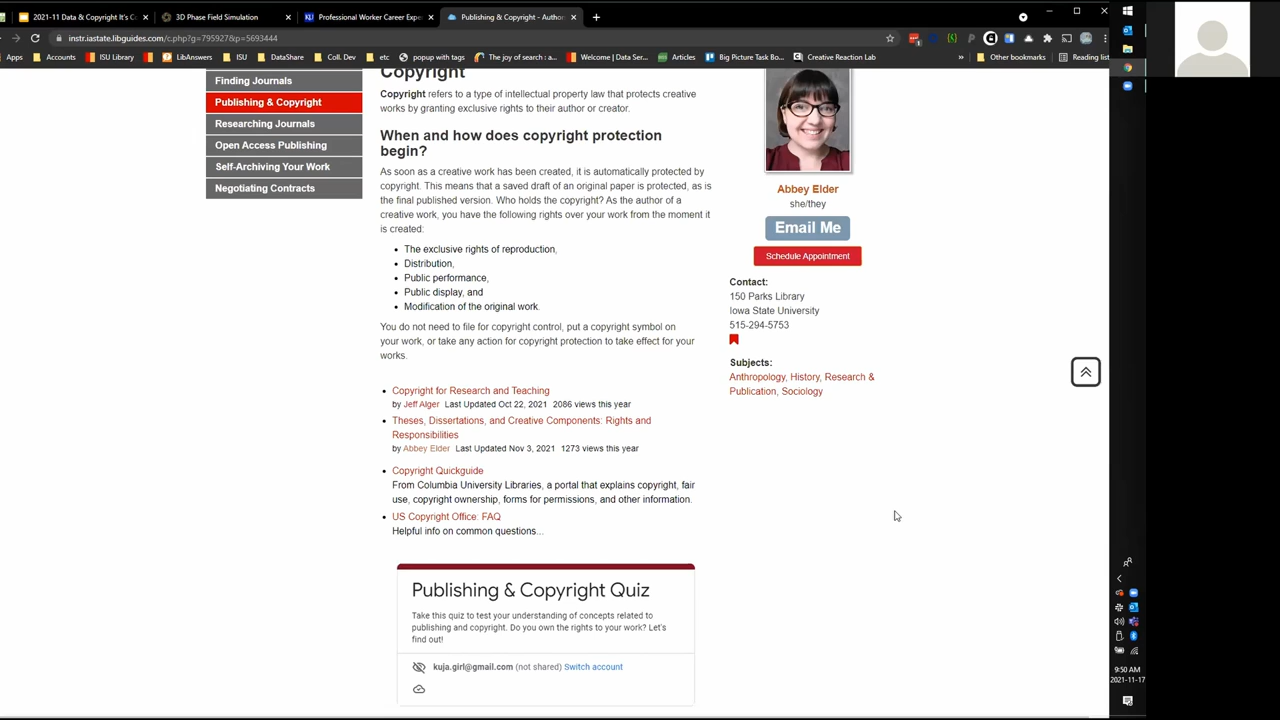 2021-11 Data & Copyright It's C
3D Phase Field Simulation
Professional Worker Career Exper
Publishing & Copyright - Autho
instr.iastate.libguides.com/c.php?g=795927&p=5693444
Apps
Accounts
ISU Library
LibAnswers
ISU
DataShare
Coll. Dev
etc
popup with tags
The joy of search : a...
Welcome | Data Ser...
Articles
Big Picture Task Bo...
Creative Reaction Lab
»
Other bookmarks
Reading list
Finding Journals
Publishing & Copyright
Researching Journals
Open Access Publishing
Self-Archiving Your Work
Negotiating Contracts
Copyright
Copyright refers to a type of intellectual property law that protects creative
works by granting exclusive rights to their author or creator.
When and how does copyright protection
begin?
As soon as a creative work has been created, it is automatically protected by
copyright. This means that a saved draft of an original paper is protected, as is
the final published version. Who holds the copyright? As the author of a
creative work, you have the following rights over your work from the moment it
is created:
The exclusive rights of reproduction,
Distribution,
Public performance,
Public display, and
Modification of the original work.
You do not need to file for copyright control, put a copyright symbol on
your work, or take any action for copyright protection to take effect for your
works.
Copyright for Research and Teaching
by Jeff Alger Last Updated Oct 22, 2021 2086 views this year
Theses, Dissertations, and Creative Components: Rights and
Responsibilities
by Abbey Elder Last Updated Nov 3, 2021 1273 views this year
Copyright Quickguide
From Columbia University Libraries, a portal that explains copyright, fair
use, copyright ownership, forms for permissions, and other information.
US Copyright Office: FAQ
Helpful info on common questions...
Publishing & Copyright Quiz
Take this quiz to test your understanding of concepts related to
publishing and copyright. Do you own the rights to your work? Let's
find out!
kuja.girl@gmail.com (not shared) Switch account
Abbey Elder
she/they
Email Me
Schedule Appointment
Contact:
150 Parks Library
Iowa State University
515-294-5753
Subjects:
Anthropology, History, Research &
Publication, Sociology
9:50 AM
2021-11-17